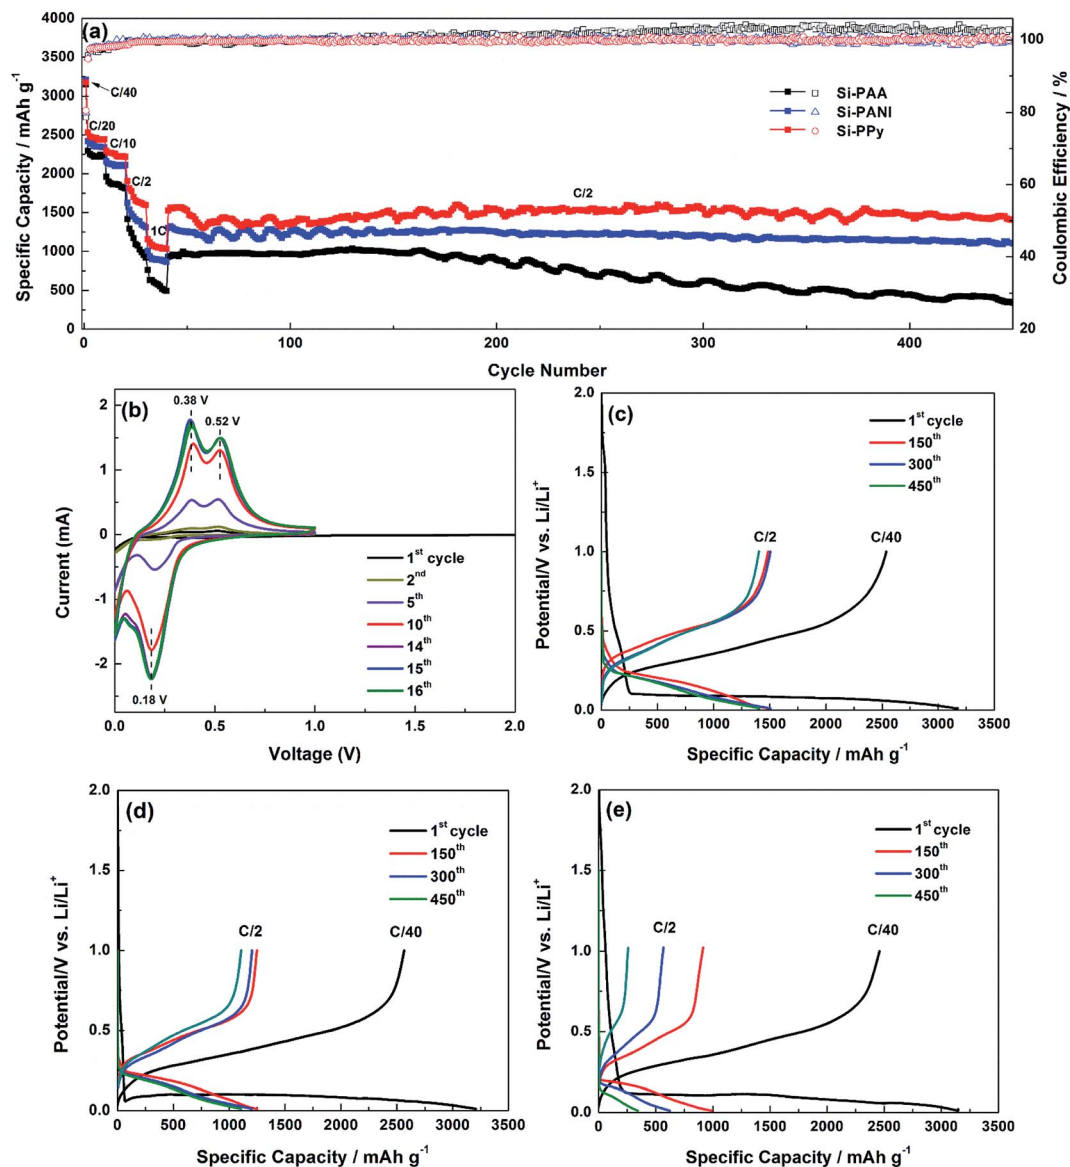 (a)
4000
3500
3000
2500
2000
1500
1000
500
0
Specific Capacity / mAh g⁻¹
C/40
C/20
C/10
C/2
1C
C/2
Si-PAA
Si-PANI
Si-PPy
100
80
60
40
20
Coulombic Efficiency / %
0
100
200
300
400
Cycle Number
(b)
2
1
0
-1
-2
Current (mA)
0.38 V
0.52 V
0.18 V
1st cycle
2nd
5th
10th
14th
15th
16th
0.0
0.5
1.0
1.5
2.0
Voltage (V)
(c)
2.0
1.5
1.0
0.5
0.0
Potential/V vs. Li/Li⁺
1st cycle
150th
300th
450th
C/2
C/40
0
500
1000
1500
2000
2500
3000
3500
Specific Capacity / mAh g⁻¹
(d)
2.0
1.5
1.0
0.5
0.0
Potential/V vs. Li/Li⁺
1st cycle
150th
300th
450th
C/2
C/40
0
500
1000
1500
2000
2500
3000
3500
Specific Capacity / mAh g⁻¹
(e)
2.0
1.5
1.0
0.5
0.0
Potential/V vs. Li/Li⁺
1st cycle
150th
300th
450th
C/2
C/40
0
500
1000
1500
2000
2500
3000
3500
Specific Capacity / mAh g⁻¹